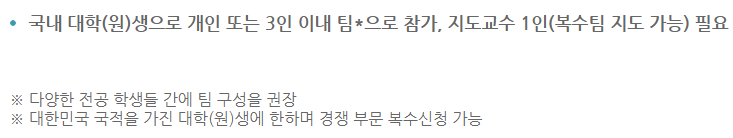 • 국내 대학(원)생으로 개인 또는 3인 이내 팀*으로 참가, 지도교수 1인(복수팀 지도 가능) 필요
※ 다양한 전공 학생들 간에 팀 구성을 권장
※ 대한민국 국적을 가진 대학(원)생에 한하며 경쟁 부문 복수신청 가능